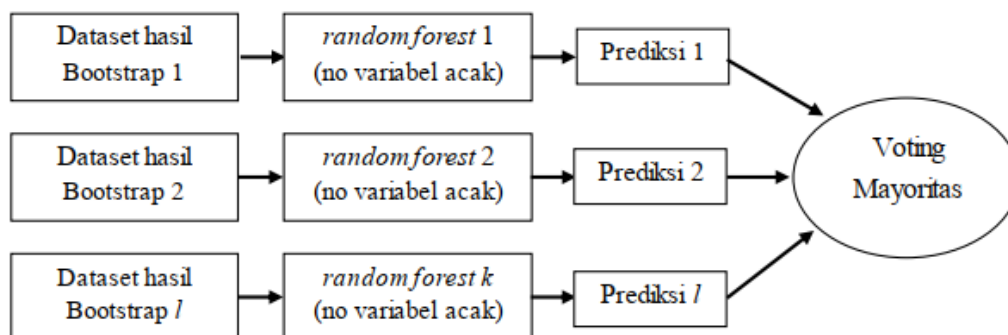 Dataset hasil
Bootstrap 1
random forest 1
(no variabel acak)
Prediksi 1
Dataset hasil
Bootstrap 2
random forest 2
(no variabel acak)
Prediksi 2
Dataset hasil
Bootstrap l
random forest k
(no variabel acak)
Prediksi l
Voting
Mayoritas